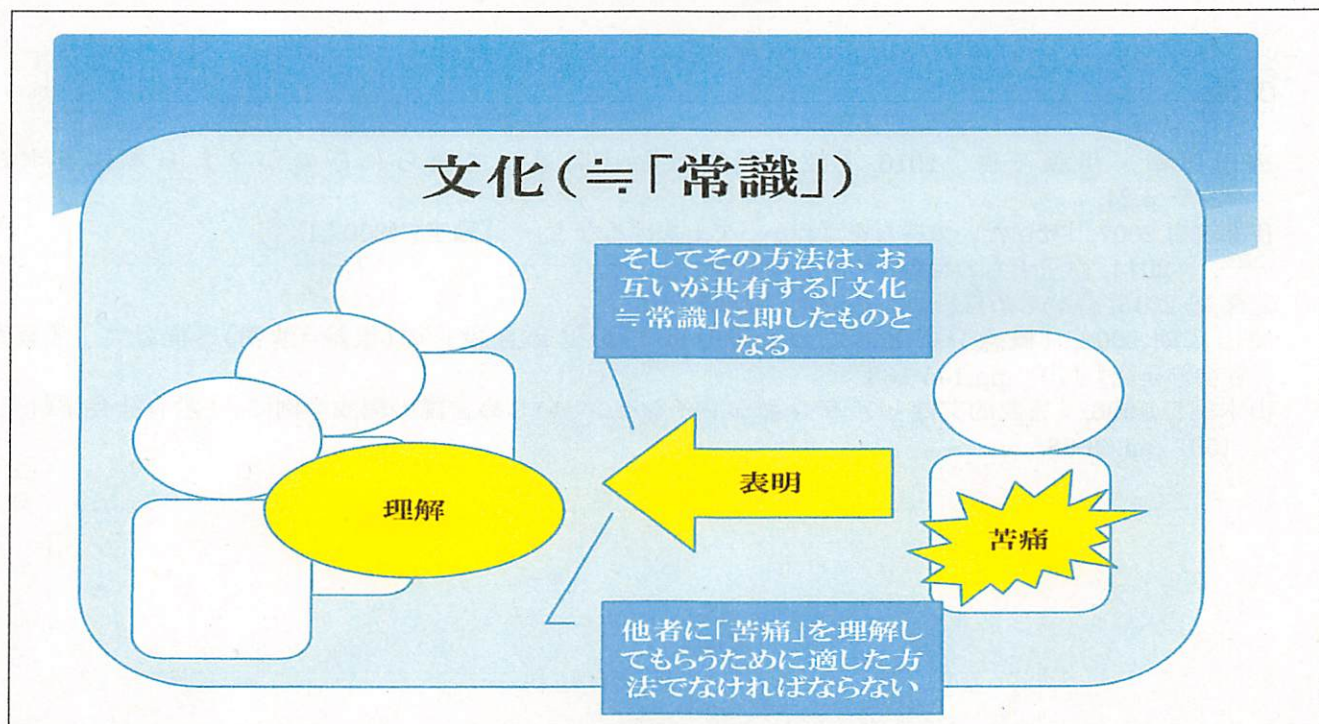 文化(≒「常識」)
そしてその方法は、お
互いが共有する「文化
≒常識」に即したものと
なる
表明
理解
苦痛
他者に「苦痛」を理解し
てもらうために適した方
法でなければならない